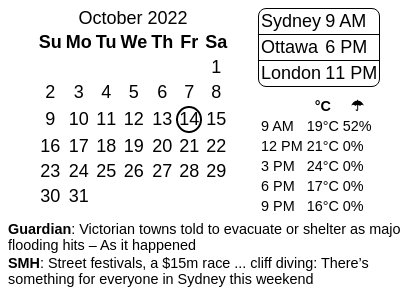 October 2022
Su Mo Tu We Th Fr Sa
1
2 3 4 5 6 7 8
9 10 11 12 13 14 15
16 17 18 19 20 21 22
23 24 25 26 27 28 29
30 31
Sydney 9 AM
Ottawa 6 PM
London 11 PM
°C ☂
9 AM 19°C 52%
12 PM 21°C 0%
3 PM 24°C 0%
6 PM 17°C 0%
9 PM 16°C 0%
Guardian: Victorian towns told to evacuate or shelter as majo
flooding hits – As it happened
SMH: Street festivals, a $15m race ... cliff diving: There's
something for everyone in Sydney this weekend